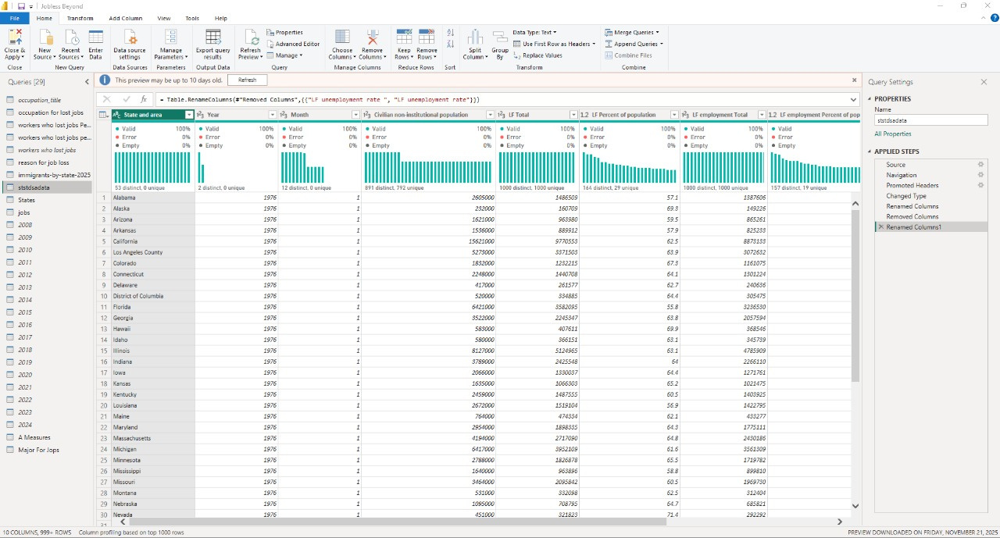 Jobless Beyond
File Home Transform Add Column View Tools Help
Close & Apply
New Source Recent Sources Enter Data
Data source settings
Manage Parameters
Export query results
Refresh Preview
Properties
Advanced Editor
Manage
Choose Columns Remove Columns
Keep Rows Remove Rows
Split Column Group By
Data Type: Text
Use First Row as Headers
Replace Values
Merge Queries
Append Queries
Combine Files
Close New Query Data Sources Parameters Output Data Query Manage Columns Reduce Rows Sort Transform Combine
Queries [29]
This preview may be up to 10 days old. Refresh
= Table.RenameColumns(#"Removed Columns",{{"LF unemployment rate ", "LF unemployment rate"}})
occupation_title
occupation for lost jobs
workers who lost jobs Pe...
workers who lost jobs pe...
workers who lost jobs
reason for job loss
immigrants-by-state-2025
ststdsadata
States
jobs
2008
2009
2010
2011
2012
2013
2014
2015
2016
2017
2018
2019
2020
2021
2022
2023
2024
A Measures
Major For Jops
State and area Year Month Civilian non-institutional population LF Total LF Percent of population LF employment Total LF employment Percent of pop
Valid 100% Valid 100% Valid 100% Valid 100% Valid 100% Valid 100% Valid 100% Valid
Error 0% Error 0% Error 0% Error 0% Error 0% Error 0% Error 0% Error
Empty 0% Empty 0% Empty 0% Empty 0% Empty 0% Empty 0% Empty 0% Empty
53 distinct, 0 unique 2 distinct, 0 unique 12 distinct, 0 unique 891 distinct, 792 unique 1000 distinct, 1000 unique 164 distinct, 29 unique 1000 distinct, 1000 unique 157 distinct, 19 unique
1 Alabama 1976 1 2605000 1486509 57.1 1387606
2 Alaska 1976 1 232000 160709 69.3 149226
3 Arizona 1976 1 1621000 963980 59.5 865261
4 Arkansas 1976 1 1536000 889912 57.9 825233
5 California 1976 1 15621000 9770553 62.5 8873133
6 Los Angeles County 1976 1 5273000 3371503 63.9 3072632
7 Colorado 1976 1 1832000 1232215 67.3 1161075
8 Connecticut 1976 1 2248000 1440708 64.1 1301224
9 Delaware 1976 1 417000 261577 62.7 240636
10 District of Columbia 1976 1 520000 334885 64.4 305475
11 Florida 1976 1 6421000 3582095 55.8 3236530
12 Georgia 1976 1 3522000 2245347 63.8 2057594
13 Hawaii 1976 1 583000 407611 69.9 368546
14 Idaho 1976 1 580000 366151 63.1 345739
15 Illinois 1976 1 8127000 5124965 63.1 4785909
16 Indiana 1976 1 3789000 2425548 64 2266110
17 Iowa 1976 1 2066000 1330037 64.4 1271761
18 Kansas 1976 1 1635000 1066303 65.2 1021475
19 Kentucky 1976 1 2459000 1487555 60.5 1403925
20 Louisiana 1976 1 2672000 1519104 56.9 1422795
21 Maine 1976 1 764000 474334 62.1 433277
22 Maryland 1976 1 2954000 1898335 64.3 1775111
23 Massachusetts 1976 1 4194000 2717090 64.8 2430186
24 Michigan 1976 1 6417000 3952109 61.6 3561309
25 Minnesota 1976 1 2788000 1826878 65.5 1719782
26 Mississippi 1976 1 1640000 963896 58.8 899810
27 Missouri 1976 1 3464000 2095842 60.5 1969730
28 Montana 1976 1 531000 332098 62.5 312404
29 Nebraska 1976 1 1095000 708795 64.7 685821
30 Nevada 1976 1 451000 321823 71.4 292292
Query Settings
PROPERTIES
Name
ststdsadata
All Properties
APPLIED STEPS
Source
Navigation
Promoted Headers
Changed Type
Renamed Columns
Removed Columns
Renamed Columns1
10 COLUMNS, 999+ ROWS Column profiling based on top 1000 rows PREVIEW DOWNLOADED ON FRIDAY, NOVEMBER 21, 2025